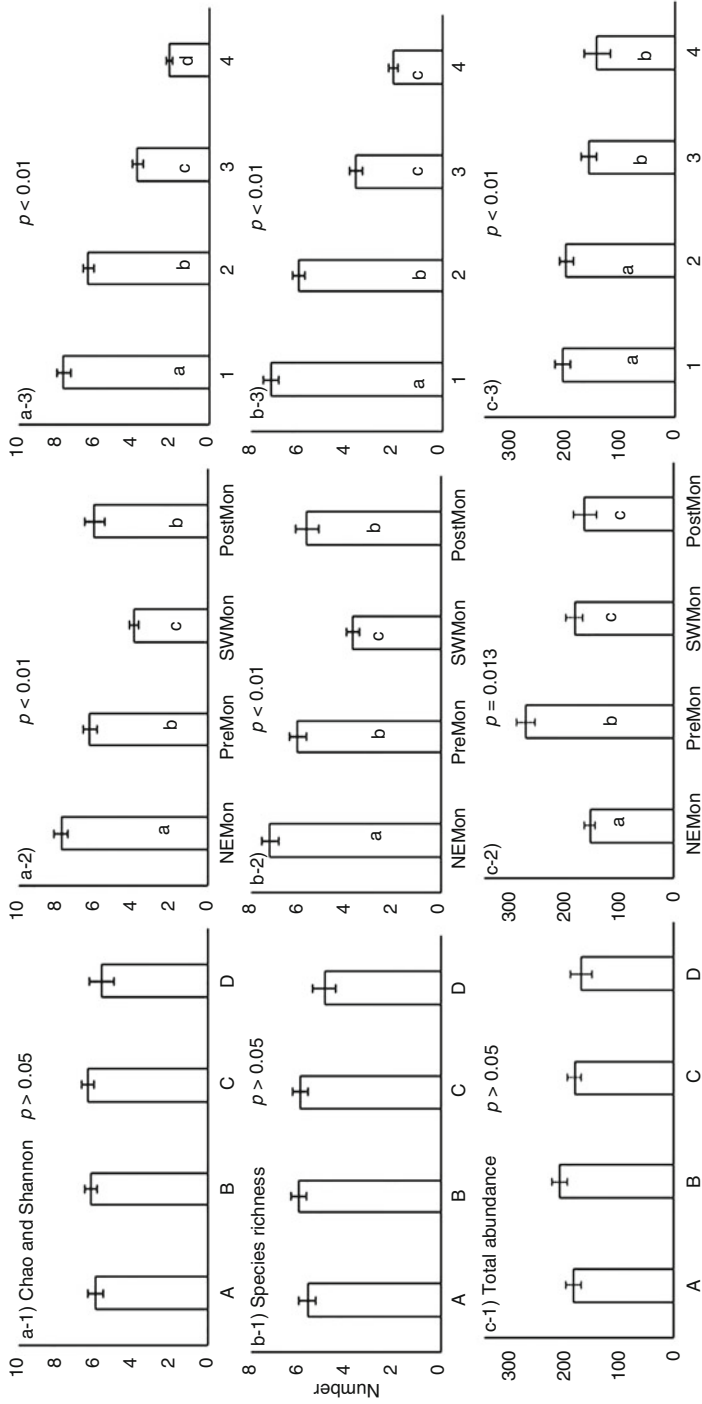 a-1) Chao and Shannon p > 0.05
10
8
6
4
2
0
A B C D
a-2) p < 0.01
10
8
6
4
2
0
a b c b
NEMon PreMon SWMon PostMon
a-3) p < 0.01
10
8
6
4
2
0
a b c d
1 2 3 4
Number
b-1) Species richness p > 0.05
8
6
4
2
0
A B C D
b-2) p < 0.01
8
6
4
2
0
a b c b
NEMon PreMon SWMon PostMon
b-3) p < 0.01
8
6
4
2
0
a b c c
1 2 3 4
c-1) Total abundance p > 0.05
300
200
100
0
A B C D
c-2) p = 0.013
300
200
100
0
a b c c
NEMon PreMon SWMon PostMon
c-3) p < 0.01
300
200
100
0
a a b b
1 2 3 4